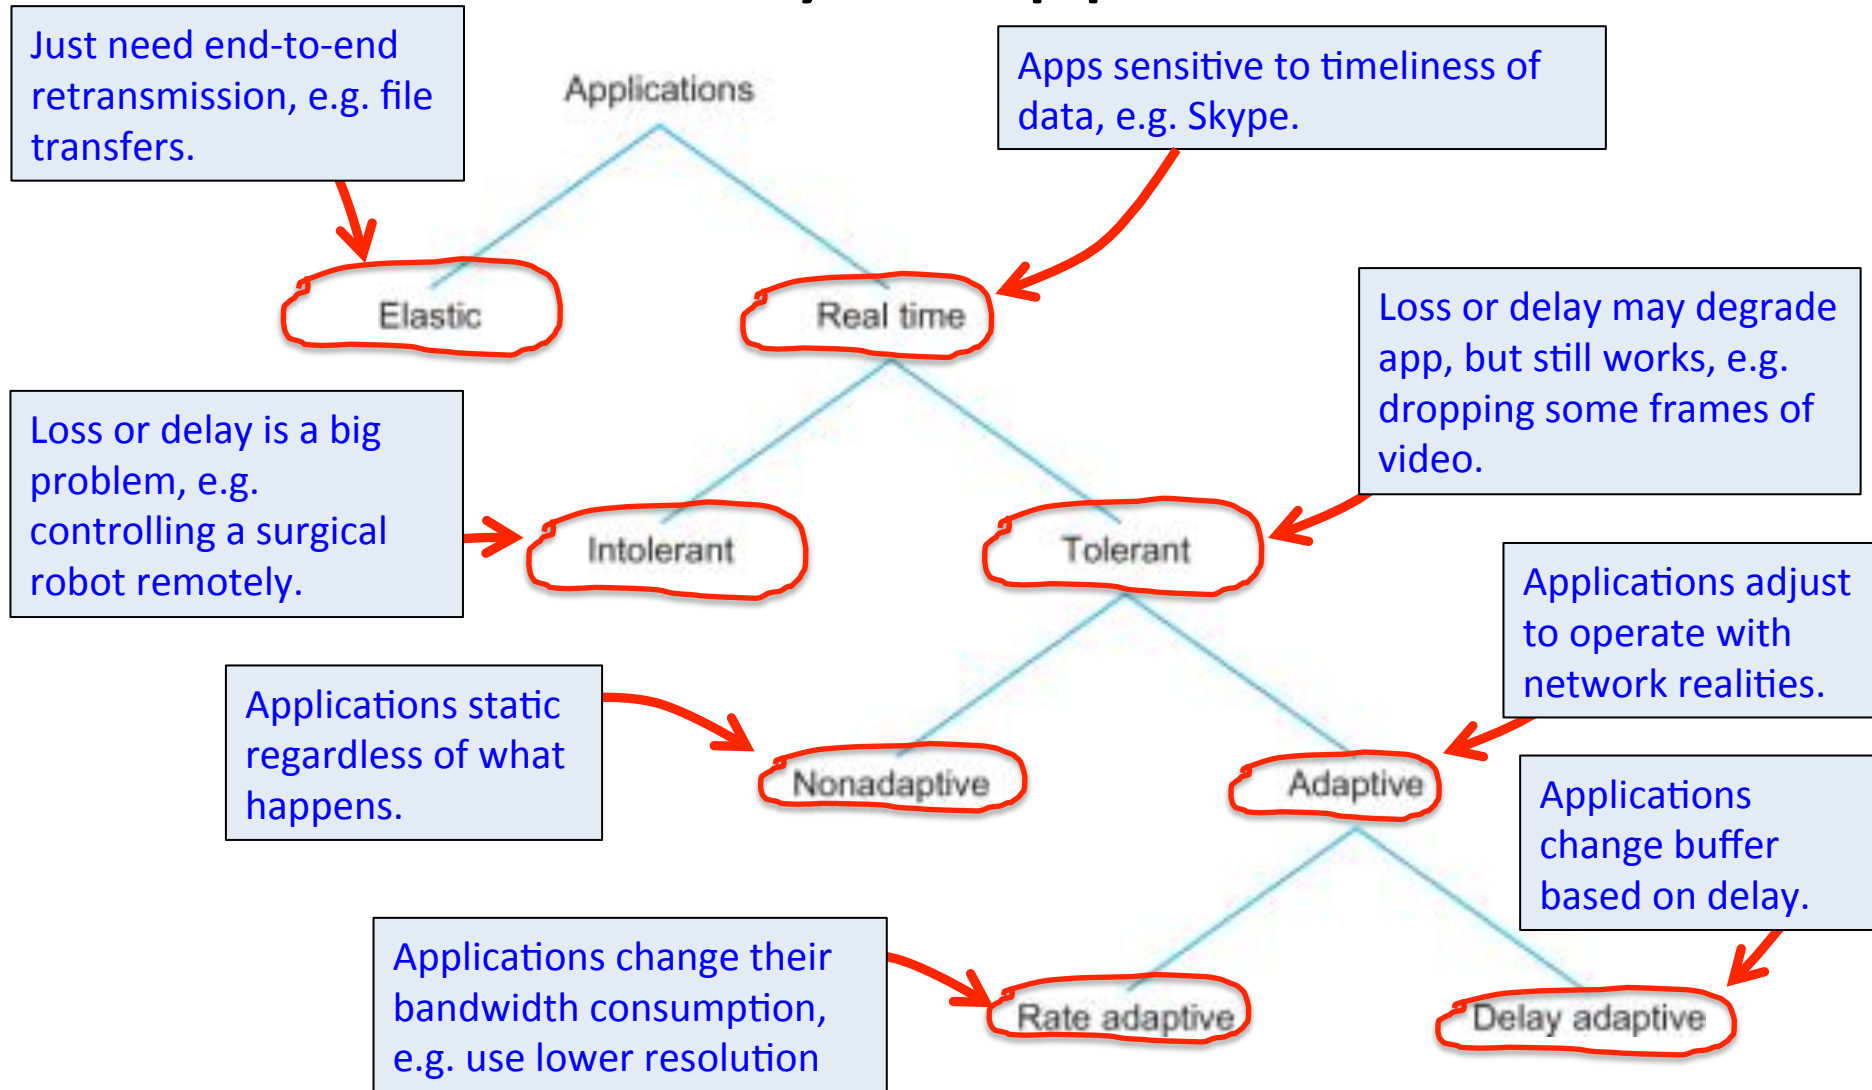 Just need end-to-end
retransmission, e.g. file
transfers.
Applications
Apps sensitive to timeliness of
data, e.g. Skype.
Elastic
Real time
Loss or delay may degrade
app, but still works, e.g.
dropping some frames of
video.
Loss or delay is a big
problem, e.g.
controlling a surgical
robot remotely.
Intolerant
Tolerant
Applications adjust
to operate with
network realities.
Applications static
regardless of what
happens.
Nonadaptive
Adaptive
Applications
change buffer
based on delay.
Applications change their
bandwidth consumption,
e.g. use lower resolution
Rate adaptive
Delay adaptive